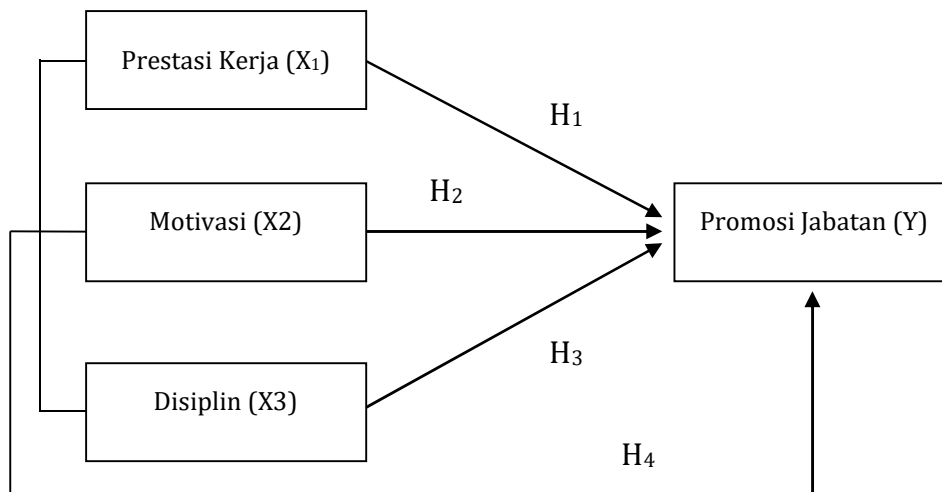 Prestasi Kerja (X₁)
H₁
H₂
Motivasi (X2)
Promosi Jabatan (Y)
H₃
Disiplin (X3)
H₄